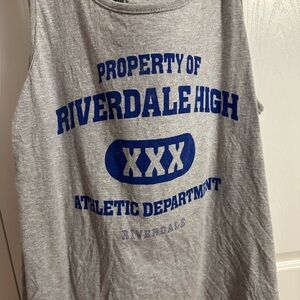 PROPERTY OF
RIVERDALE HIGH
XXX
ATHLETIC DEPARTMENT
RIVERDALE